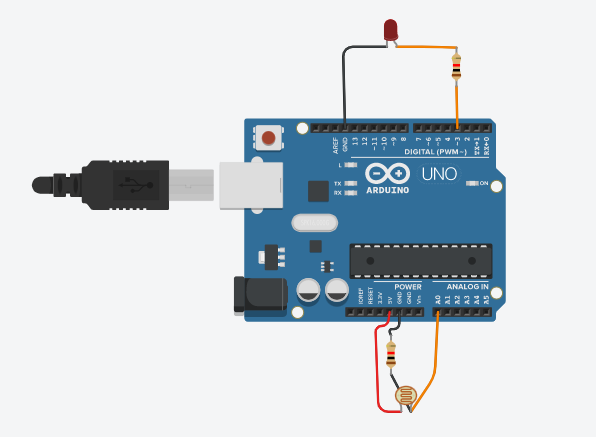 AREF
GND
13
12
~11
~10
~9
8
7
~6
~5
4
~3
2
TX→1
RX←0
DIGITAL (PWM~)
L
TX
RX
ARDUINO
UNO
ON
POWER
ANALOG IN
IOREF
RESET
3.3V
5V
GND
GND
Vin
A0
A1
A2
A3
A4
A5